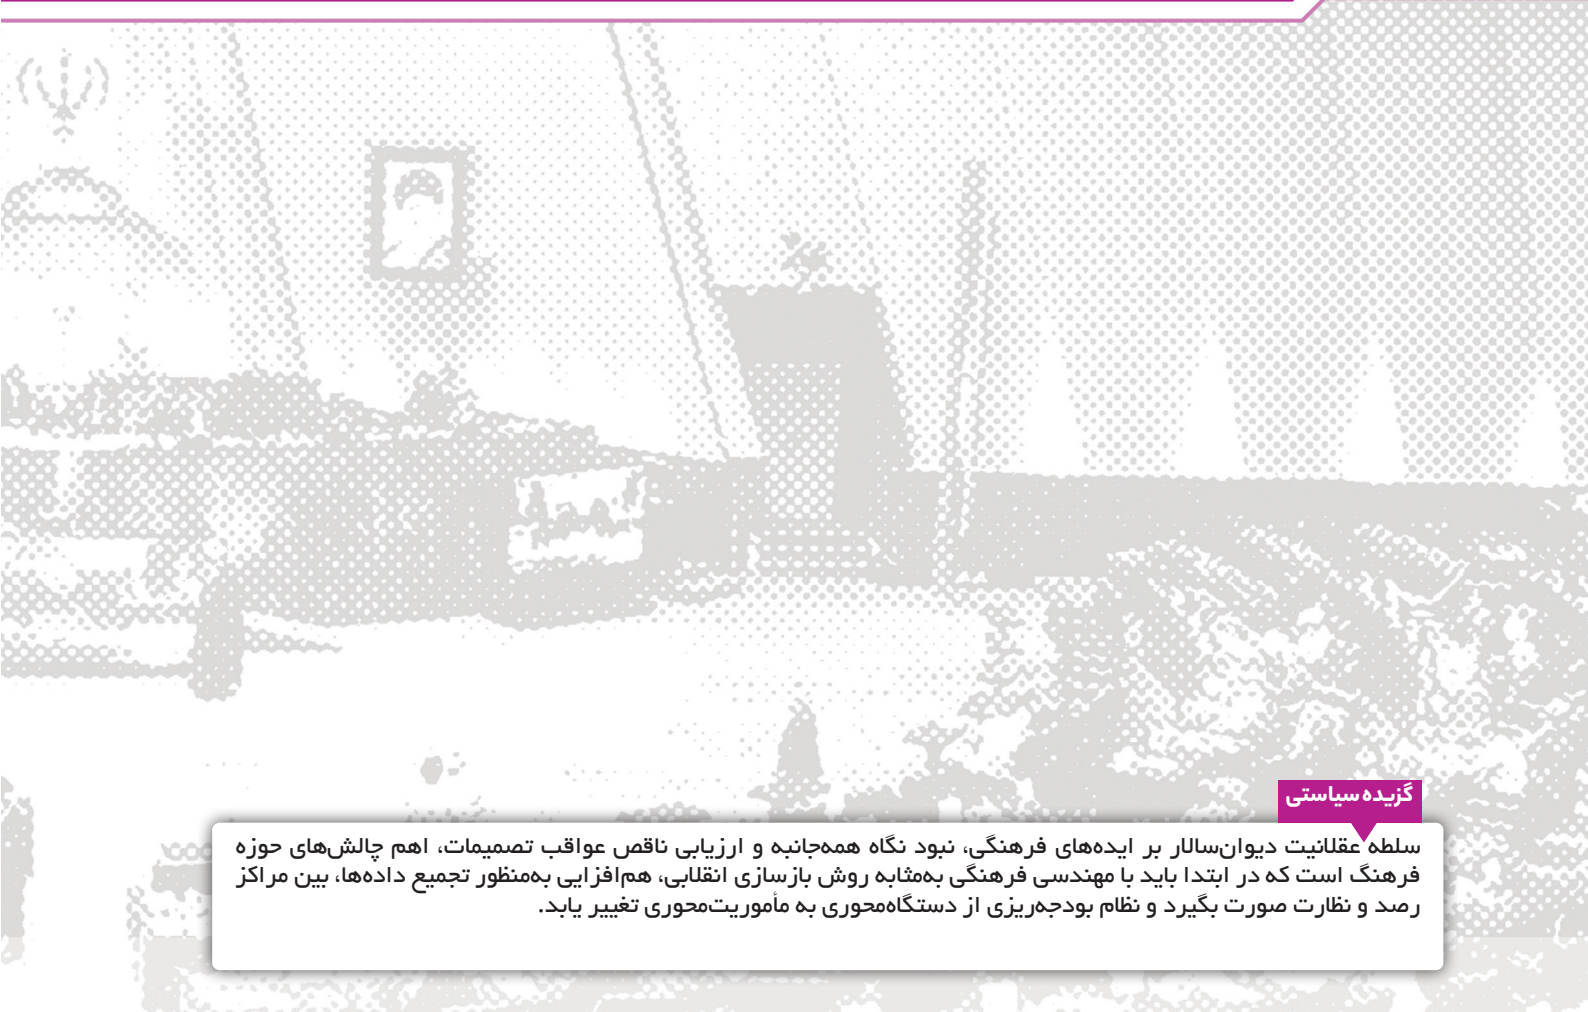 گزیده سیاستی
سلطه عقلانیت دیوان‌سالار بر ایده‌های فرهنگی، نبود نگاه همه‌جانبه و ارزیابی ناقص عواقب تصمیمات، اهم چالش‌های حوزه
فرهنگ است که در ابتدا باید با مهندسی فرهنگی به‌مثابه روش بازسازی انقلابی، هم‌افزایی به‌منظور تجمیع داده‌ها، بین مراکز
رصد و نظارت صورت بگیرد و نظام بودجه‌ریزی از دستگاه‌محوری به مأموریت‌محوری تغییر یابد.